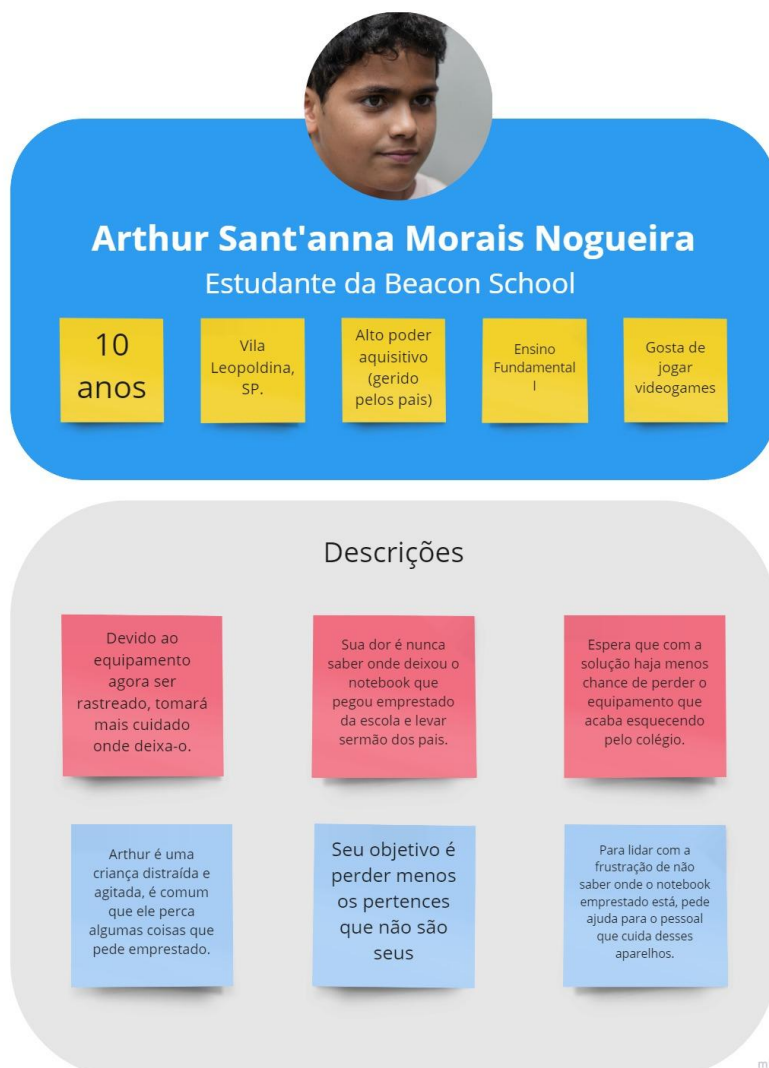 Arthur Sant'anna Morais Nogueira
Estudante da Beacon School
10
anos
Vila
Leopoldina,
SP.
Alto poder
aquisitivo
(gerido
pelos pais)
Ensino
Fundamental
I
Gosta de
jogar
videogames
Descrições
Devido ao
equipamento
agora ser
rastreado, tomará
mais cuidado
onde deixa-o.
Sua dor é nunca
saber onde deixou o
notebook que
pegou emprestado
da escola e levar
sermão dos pais.
Espera que com a
solução haja menos
chance de perder o
equipamento que
acaba esquecendo
pelo colégio.
Arthur é uma
criança distraída e
agitada, é comum
que ele perca
algumas coisas que
pede emprestado.
Seu objetivo é
perder menos
os pertences
que não são
seus
Para lidar com a
frustração de não
saber onde o notebook
emprestado está, pede
ajuda para o pessoal
que cuida desses
aparelhos.
m